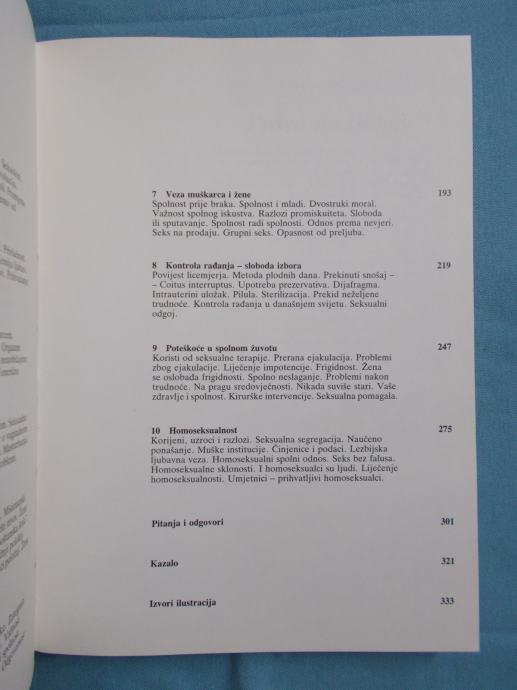 7 Veza muškarca i žene 193
Spolnost prije braka. Spolnost i mladi. Dvostruki moral.
Važnost spolnog iskustva. Razlozi promiskuiteta. Sloboda
ili sputavanje. Spolnost radi spolnosti. Odnos prema nevjeri.
Seks na prodaju. Grupni seks. Opasnost od preljuba.
8 Kontrola rađanja – sloboda izbora 219
Povijest licemjerja. Metoda plodnih dana. Prekinuti snošaj –
– Coitus interruptus. Upotreba prezervativa. Dijafragma.
Intrauterini uložak. Pilula. Sterilizacija. Prekid neželjene
trudnoće. Kontrola rađanja u današnjem svijetu. Seksualni
odgoj.
9 Poteškoće u spolnom žuvotu 247
Koristi od seksualne terapije. Prerana ejakulacija. Problemi
zbog ejakulacije. Liječenje impotencije. Frigidnost. Žena
se oslobađa frigidnosti. Spolno neslaganje. Problemi nakon
trudnoće. Na pragu sredovječnosti. Nikada suviše stari. Vaše
zdravlje i spolnost. Kirurške intervencije. Seksualna pomagala.
10 Homoseksualnost 275
Korijeni, uzroci i razlozi. Seksualna segregacija. Naučeno
ponašanje. Muške institucije. Činjenice i podaci. Lezbijska
ljubavna veza. Homoseksualni spolni odnos. Seks bez falusa.
Homoseksualne sklonosti. I homoseksualci su ljudi. Liječenje
homoseksualnosti. Umjetnici – prihvatljivi homoseksualci.
Pitanja i odgovori 301
Kazalo 321
Izvori ilustracija 333